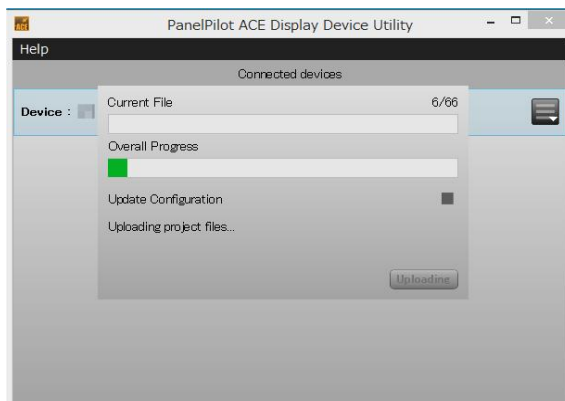 ACE
PanelPilot ACE Display Device Utility
Help
Connected devices
Device :
Current File 6/66
Overall Progress
Update Configuration
Uploading project files...
Uploading